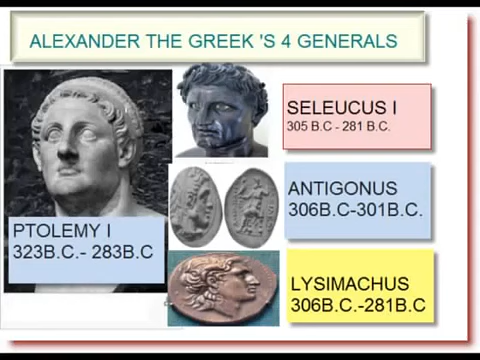 ALEXANDER THE GREEK 'S 4 GENERALS
SELEUCUS I
305 B.C - 281 B.C.
ANTIGONUS
306B.C-301B.C.
PTOLEMY I
323B.C.- 283B.C
LYSIMACHUS
306B.C.-281B.C